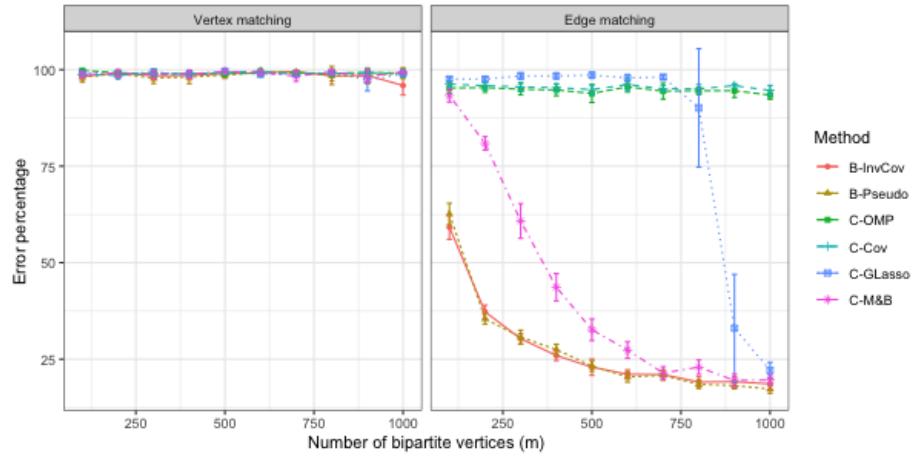 Vertex matching
Edge matching
Error percentage
100
75
50
25
250
500
750
1000
250
500
750
1000
Number of bipartite vertices (m)
Method
B-InvCov
B-Pseudo
C-OMP
C-Cov
C-GLasso
C-M&B